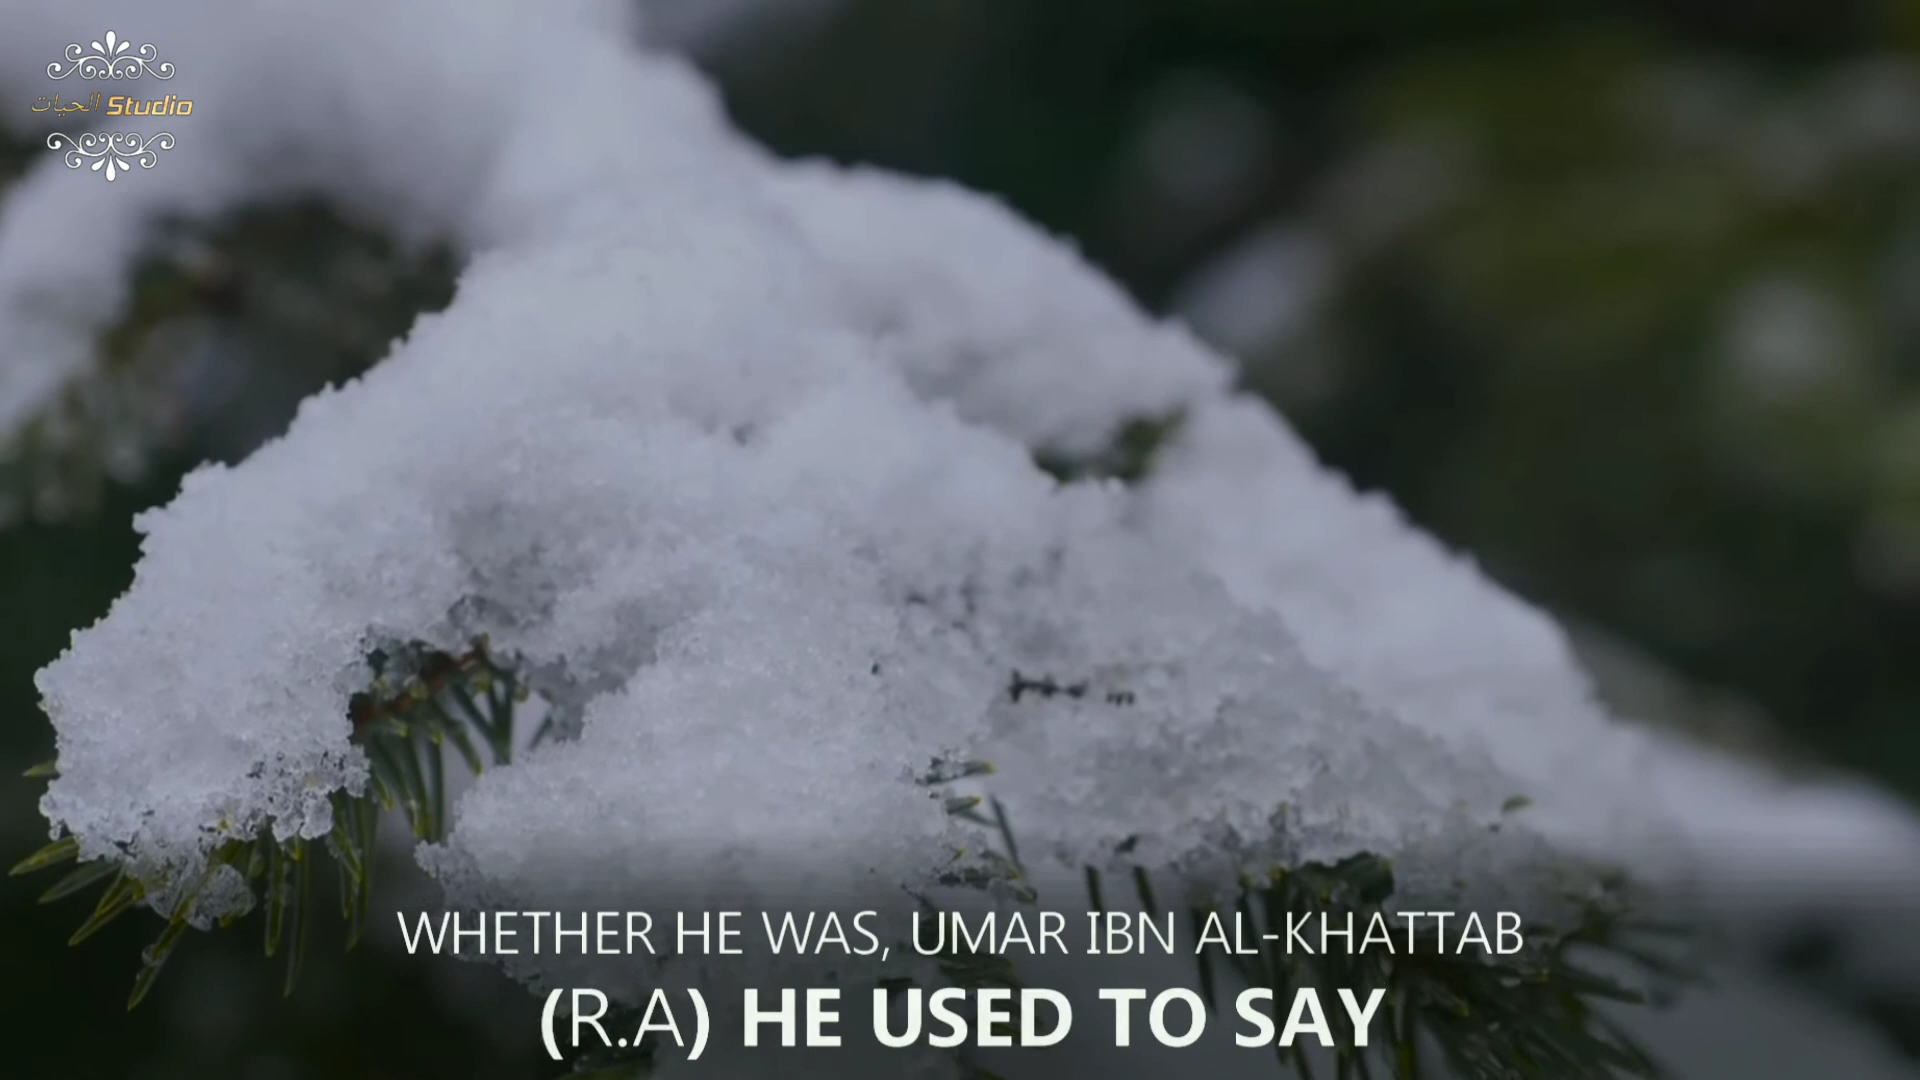 الحيات Studio
WHETHER HE WAS, UMAR IBN AL-KHATTAB
(R.A) HE USED TO SAY